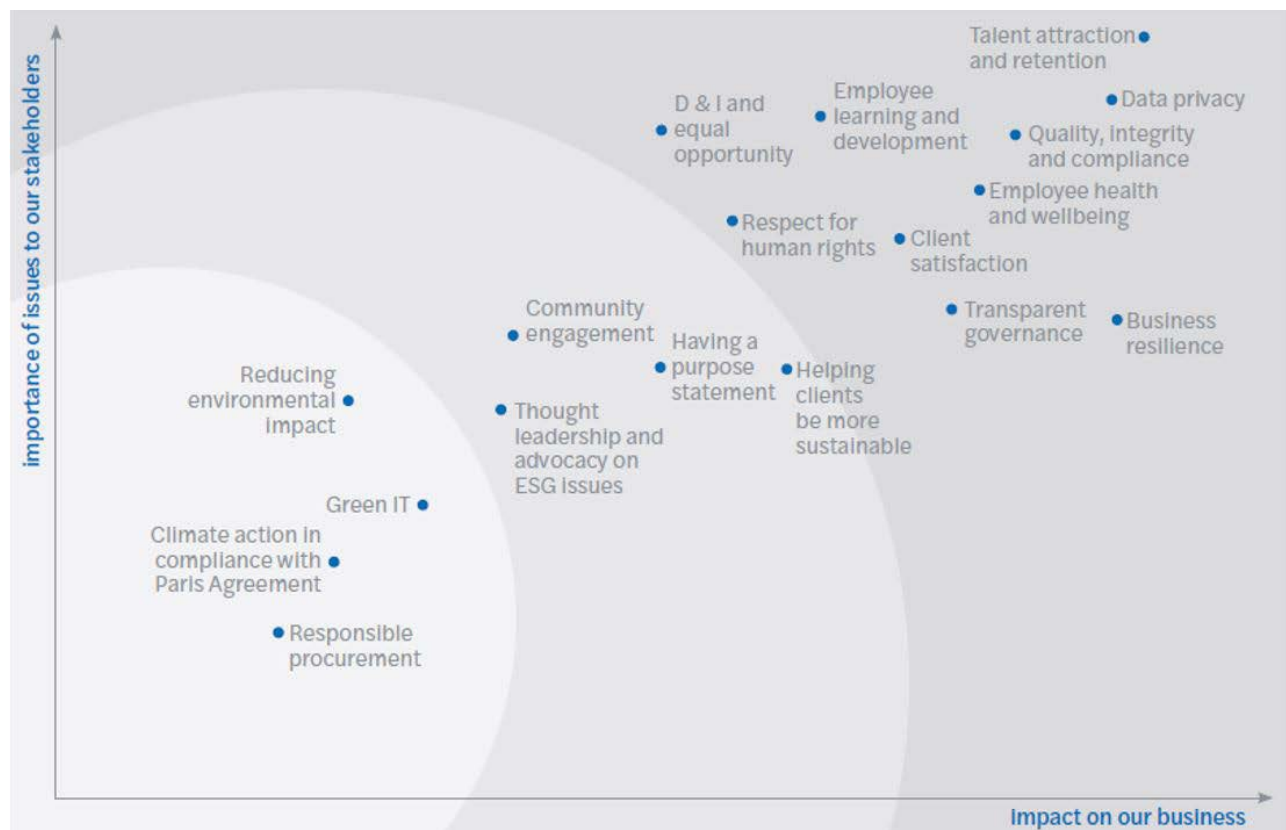 importance of issues to our stakeholders
Talent attraction
and retention
Data privacy
D & I and
equal
opportunity
Employee
learning and
development
Quality, integrity
and compliance
Employee health
and wellbeing
Respect for
human rights
Client
satisfaction
Community
engagement
Transparent
governance
Business
resilience
Having a
purpose
statement
Helping
clients
be more
sustainable
Reducing
environmental
impact
Thought
leadership and
advocacy on
ESG issues
Green IT
Climate action in
compliance with
Paris Agreement
Responsible
procurement
impact on our business